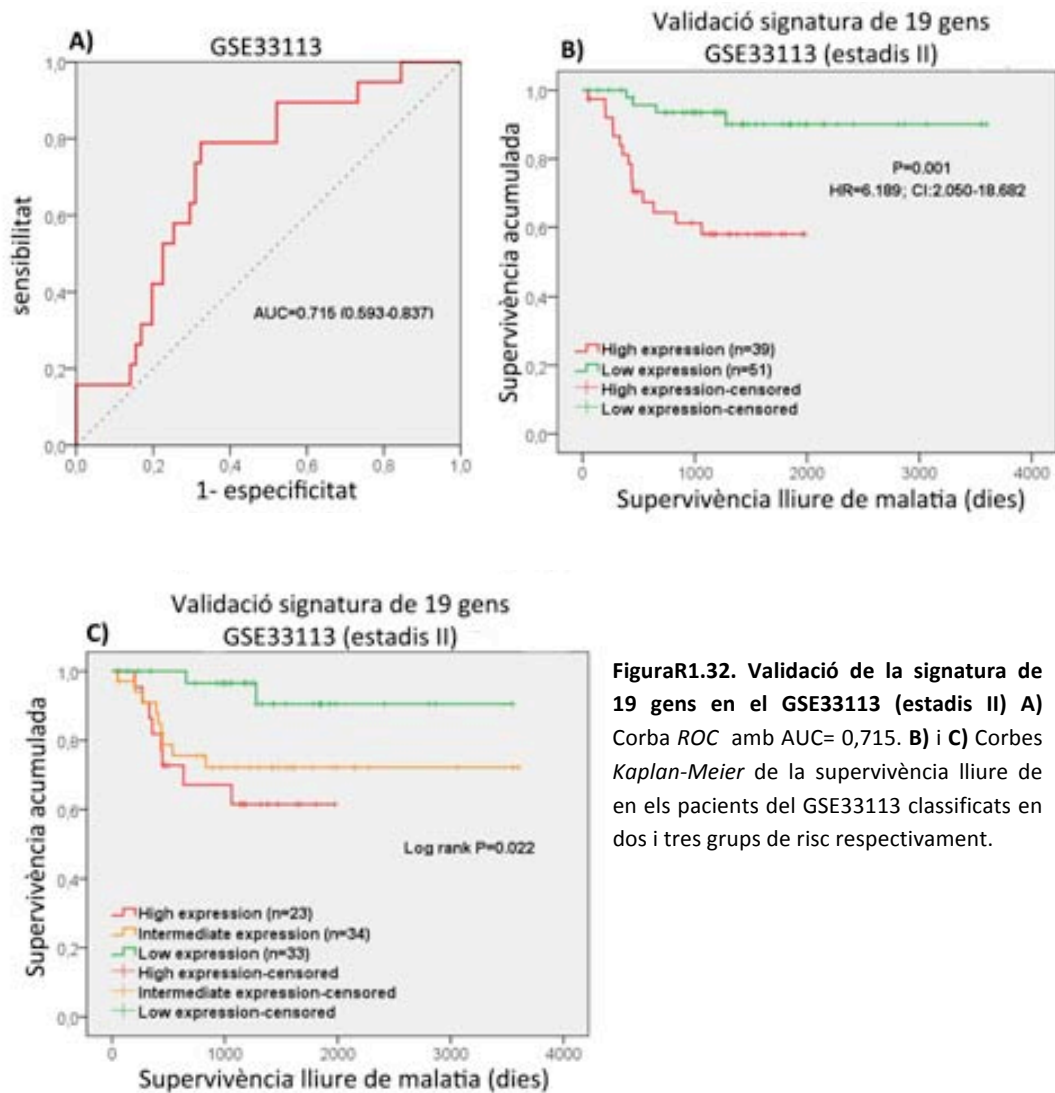 A)
GSE33113
1,0
0,8
0,6
0,4
0,2
0,0
sensibilitat
AUC=0.715 (0.593-0.837)
0,0 0,2 0,4 0,6 0,8 1,0
1- especificitat
Validació signatura de 19 gens
B) GSE33113 (estadis II)
1,0
0,8
0,6
0,4
0,2
0,0
Supervivència acumulada
P=0.001
HR=6.189; CI:2.050-18.682
High expression (n=39)
Low expression (n=51)
High expression-censored
Low expression-censored
0 1000 2000 3000 4000
Supervivència lliure de malatia (dies)
Validació signatura de 19 gens
C) GSE33113 (estadis II)
1,0
0,8
0,6
0,4
0,2
0,0
Supervivència acumulada
Log rank P=0.022
High expression (n=23)
Intermediate expression (n=34)
Low expression (n=33)
High expression-censored
Intermediate expression-censored
Low expression-censored
0 1000 2000 3000 4000
Supervivència lliure de malatia (dies)
FiguraR1.32. Validació de la signatura de
19 gens en el GSE33113 (estadis II) A)
Corba ROC amb AUC= 0,715. B) i C) Corbes
Kaplan-Meier de la supervivència lliure de
en els pacients del GSE33113 classificats en
dos i tres grups de risc respectivament.